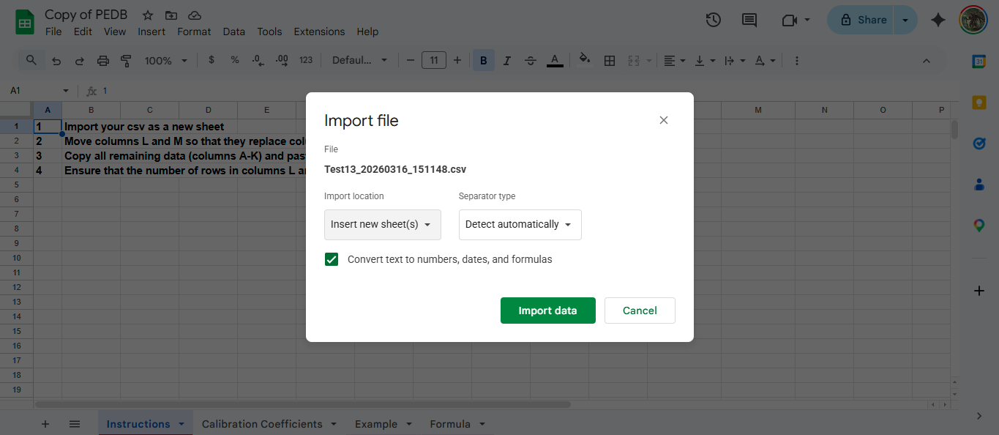 Copy of PEDB
File Edit View Insert Format Data Tools Extensions Help
Share
100% $ % .0 .00 123 Defaul... − 11 + B I A
A1 fx 1
A B C D E M N O P
1 1 Import your csv as a new sheet
2 2 Move columns L and M so that they replace
3 3 Copy all remaining data (columns A-K) and
4 4 Ensure that the number of rows in columns L
5
6
7
8
9
10
11
12
13
14
15
16
17
18
19
Import file
File
Test13_20260316_151148.csv
Import location Separator type
Insert new sheet(s) Detect automatically
Convert text to numbers, dates, and formulas
Import data Cancel
31
+ Instructions Calibration Coefficients Example Formula